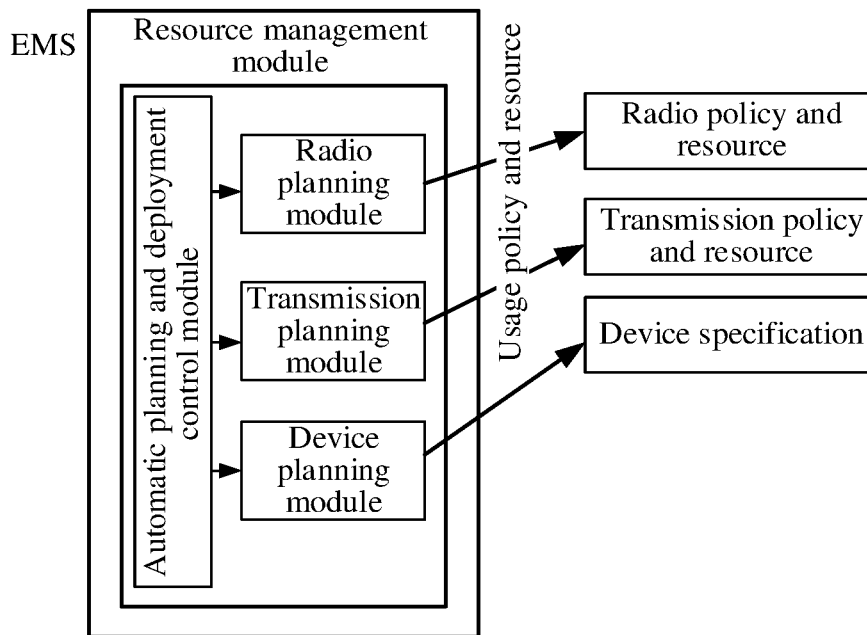 EMS
Resource management
module
Automatic planning and deployment
control module
Radio
planning
module
Transmission
planning
module
Device
planning
module
Usage policy and resource
Radio policy and
resource
Transmission policy
and resource
Device specification